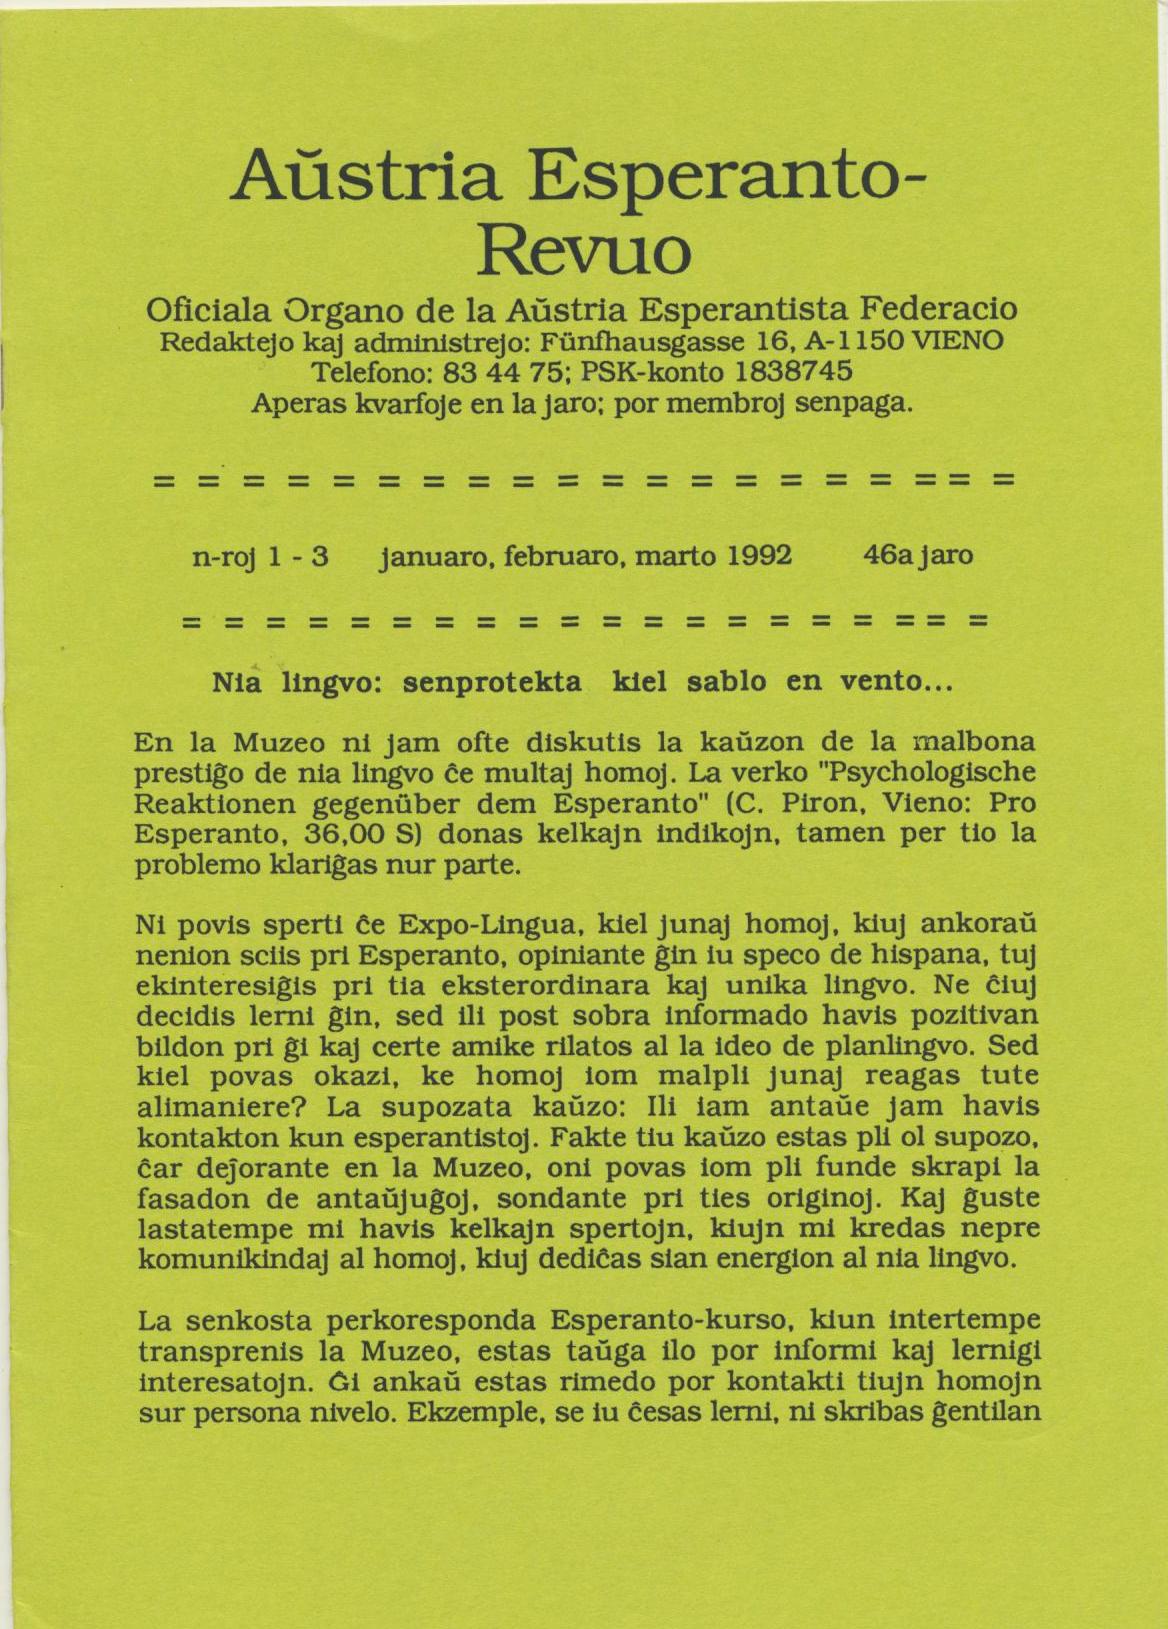 Aŭstria Esperanto-
Revuo
Oficiala Organo de la Aŭstria Esperantista Federacio
Redaktejo kaj administrejo: Fünfhausgasse 16, A-1150 VIENO
Telefono: 83 44 75; PSK-konto 1838745
Aperas kvarfoje en la jaro; por membroj senpaga.
= = = = = = = = = = = = = = = = = = = =
n-roj 1 - 3 januaro, februaro, marto 1992 46a jaro
= = = = = = = = = = = = = = = = = = = =
Nia lingvo: senprotekta kiel sablo en vento...
En la Muzeo ni jam ofte diskutis la kaŭzon de la malbona
prestiĝo de nia lingvo ĉe multaj homoj. La verko "Psychologische
Reaktionen gegenüber dem Esperanto" (C. Piron, Vieno: Pro
Esperanto, 36,00 S) donas kelkajn indikojn, tamen per tio la
problemo klariĝas nur parte.
Ni povis sperti ĉe Expo-Lingua, kiel junaj homoj, kiuj ankoraŭ
nenion sciis pri Esperanto, opiniante ĝin iu speco de hispana, tuj
ekinteresiĝis pri tia eksterordinara kaj unika lingvo. Ne ĉiuj
decidis lerni ĝin, sed ili post sobra informado havis pozitivan
bildon pri ĝi kaj certe amike rilatos al la ideo de planlingvo. Sed
kiel povas okazi, ke homoj iom malpli junaj reagas tute
alimaniere? La supozata kaŭzo: Ili iam antaŭe jam havis
kontakton kun esperantistoj. Fakte tiu kaŭzo estas pli ol supozo,
ĉar deĵorante en la Muzeo, oni povas iom pli funde skrapi la
fasadon de antaŭjuĝoj, sondante pri ties originoj. Kaj ĝuste
lastatempe mi havis kelkajn spertojn, kiujn mi kredas nepre
komunikindaj al homoj, kiuj dediĉas sian energion al nia lingvo.
La senkosta perkoresponda Esperanto-kurso, kiun intertempe
transprenis la Muzeo, estas taŭga ilo por informi kaj lernigi
interesatojn. Ĝi ankaŭ estas rimedo por kontakti tiujn homojn
sur persona nivelo. Ekzemple, se iu ĉesas lerni, ni skribas ĝentilan